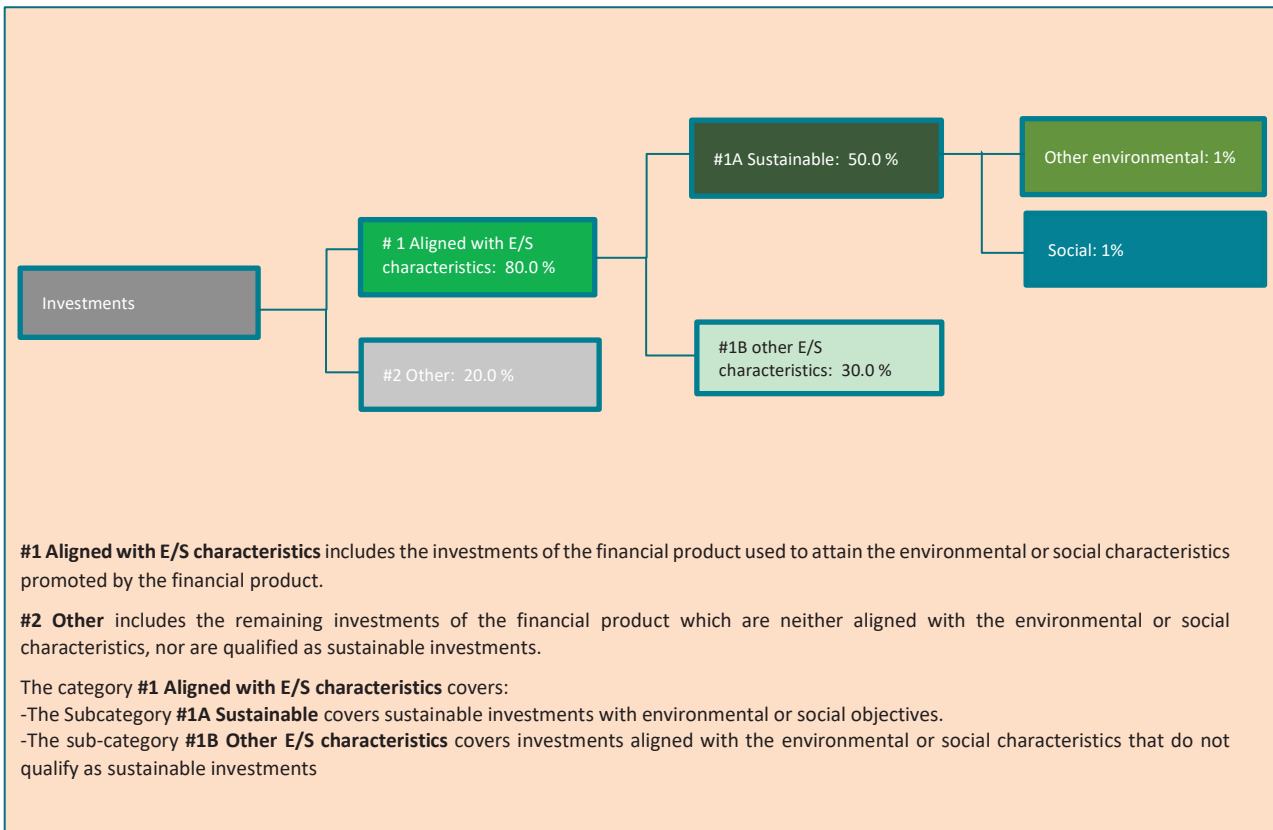 #1A Sustainable: 50.0 %
Other environmental: 1%
# 1 Aligned with E/S
characteristics: 80.0 %
Social: 1%
Investments
#1B other E/S
characteristics: 30.0 %
#2 Other: 20.0 %
#1 Aligned with E/S characteristics includes the investments of the financial product used to attain the environmental or social characteristics
promoted by the financial product.
#2 Other includes the remaining investments of the financial product which are neither aligned with the environmental or social
characteristics, nor are qualified as sustainable investments.
The category #1 Aligned with E/S characteristics covers:
-The Subcategory #1A Sustainable covers sustainable investments with environmental or social objectives.
-The sub-category #1B Other E/S characteristics covers investments aligned with the environmental or social characteristics that do not
qualify as sustainable investments